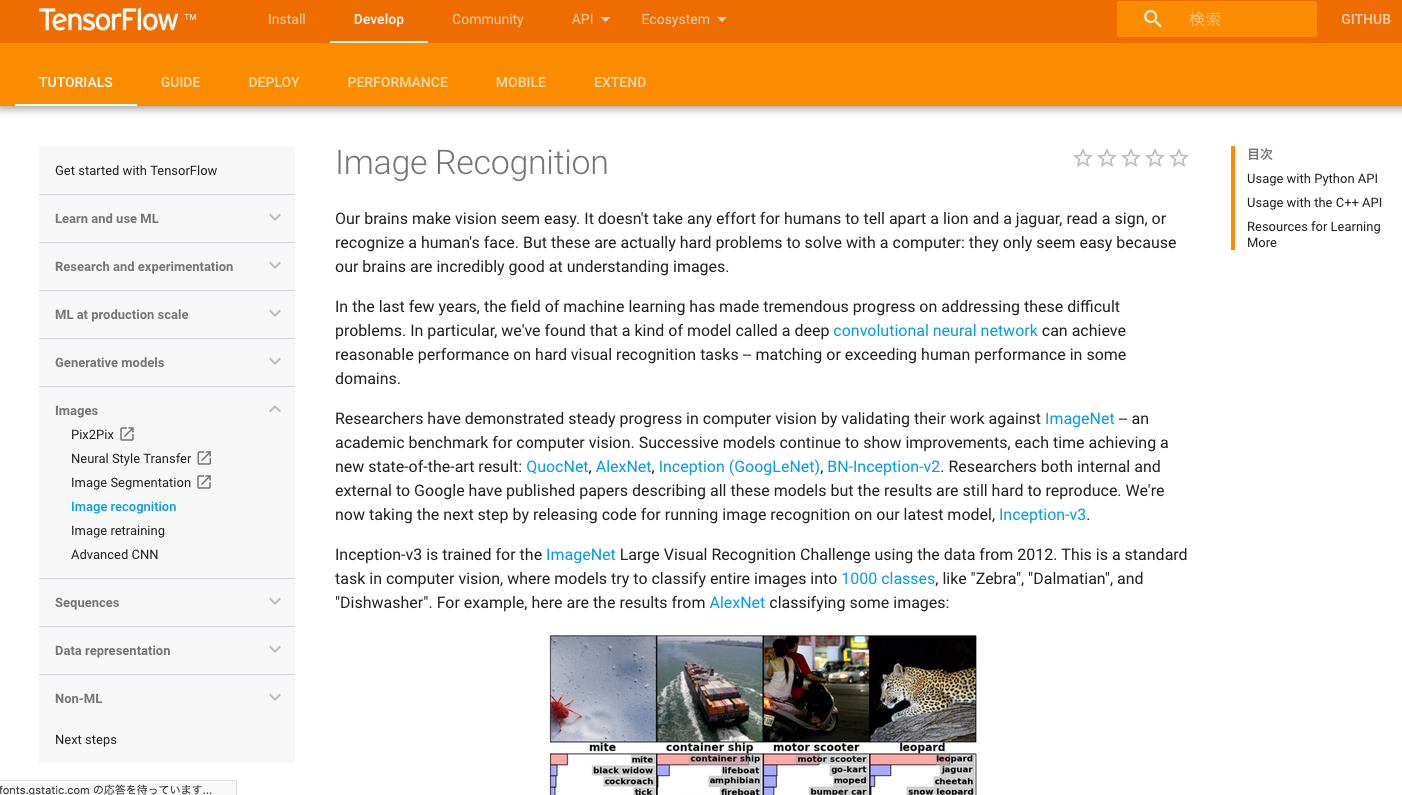 TensorFlow ™
Install
Develop
Community
API
Ecosystem
検索
GITHUB
TUTORIALS
GUIDE
DEPLOY
PERFORMANCE
MOBILE
EXTEND
Get started with TensorFlow
Learn and use ML
Research and experimentation
ML at production scale
Generative models
Images
Pix2Pix
Neural Style Transfer
Image Segmentation
Image recognition
Image retraining
Advanced CNN
Sequences
Data representation
Non-ML
Next steps
Image Recognition
Our brains make vision seem easy. It doesn't take any effort for humans to tell apart a lion and a jaguar, read a sign, or
recognize a human's face. But these are actually hard problems to solve with a computer: they only seem easy because
our brains are incredibly good at understanding images.
In the last few years, the field of machine learning has made tremendous progress on addressing these difficult
problems. In particular, we've found that a kind of model called a deep convolutional neural network can achieve
reasonable performance on hard visual recognition tasks -- matching or exceeding human performance in some
domains.
Researchers have demonstrated steady progress in computer vision by validating their work against ImageNet -- an
academic benchmark for computer vision. Successive models continue to show improvements, each time achieving a
new state-of-the-art result: QuocNet, AlexNet, Inception (GoogLeNet), BN-Inception-v2. Researchers both internal and
external to Google have published papers describing all these models but the results are still hard to reproduce. We're
now taking the next step by releasing code for running image recognition on our latest model, Inception-v3.
Inception-v3 is trained for the ImageNet Large Visual Recognition Challenge using the data from 2012. This is a standard
task in computer vision, where models try to classify entire images into 1000 classes, like "Zebra", "Dalmatian", and
"Dishwasher". For example, here are the results from AlexNet classifying some images:
mite
container ship
motor scooter
leopard
mite
black widow
cockroach
tick
container ship
lifeboat
amphibian
fireboat
motor scooter
go-kart
moped
bumper car
leopard
jaguar
cheetah
snow leopard
目次
Usage with Python API
Usage with the C++ API
Resources for Learning
More
fonts.gstatic.com の応答を待っています...